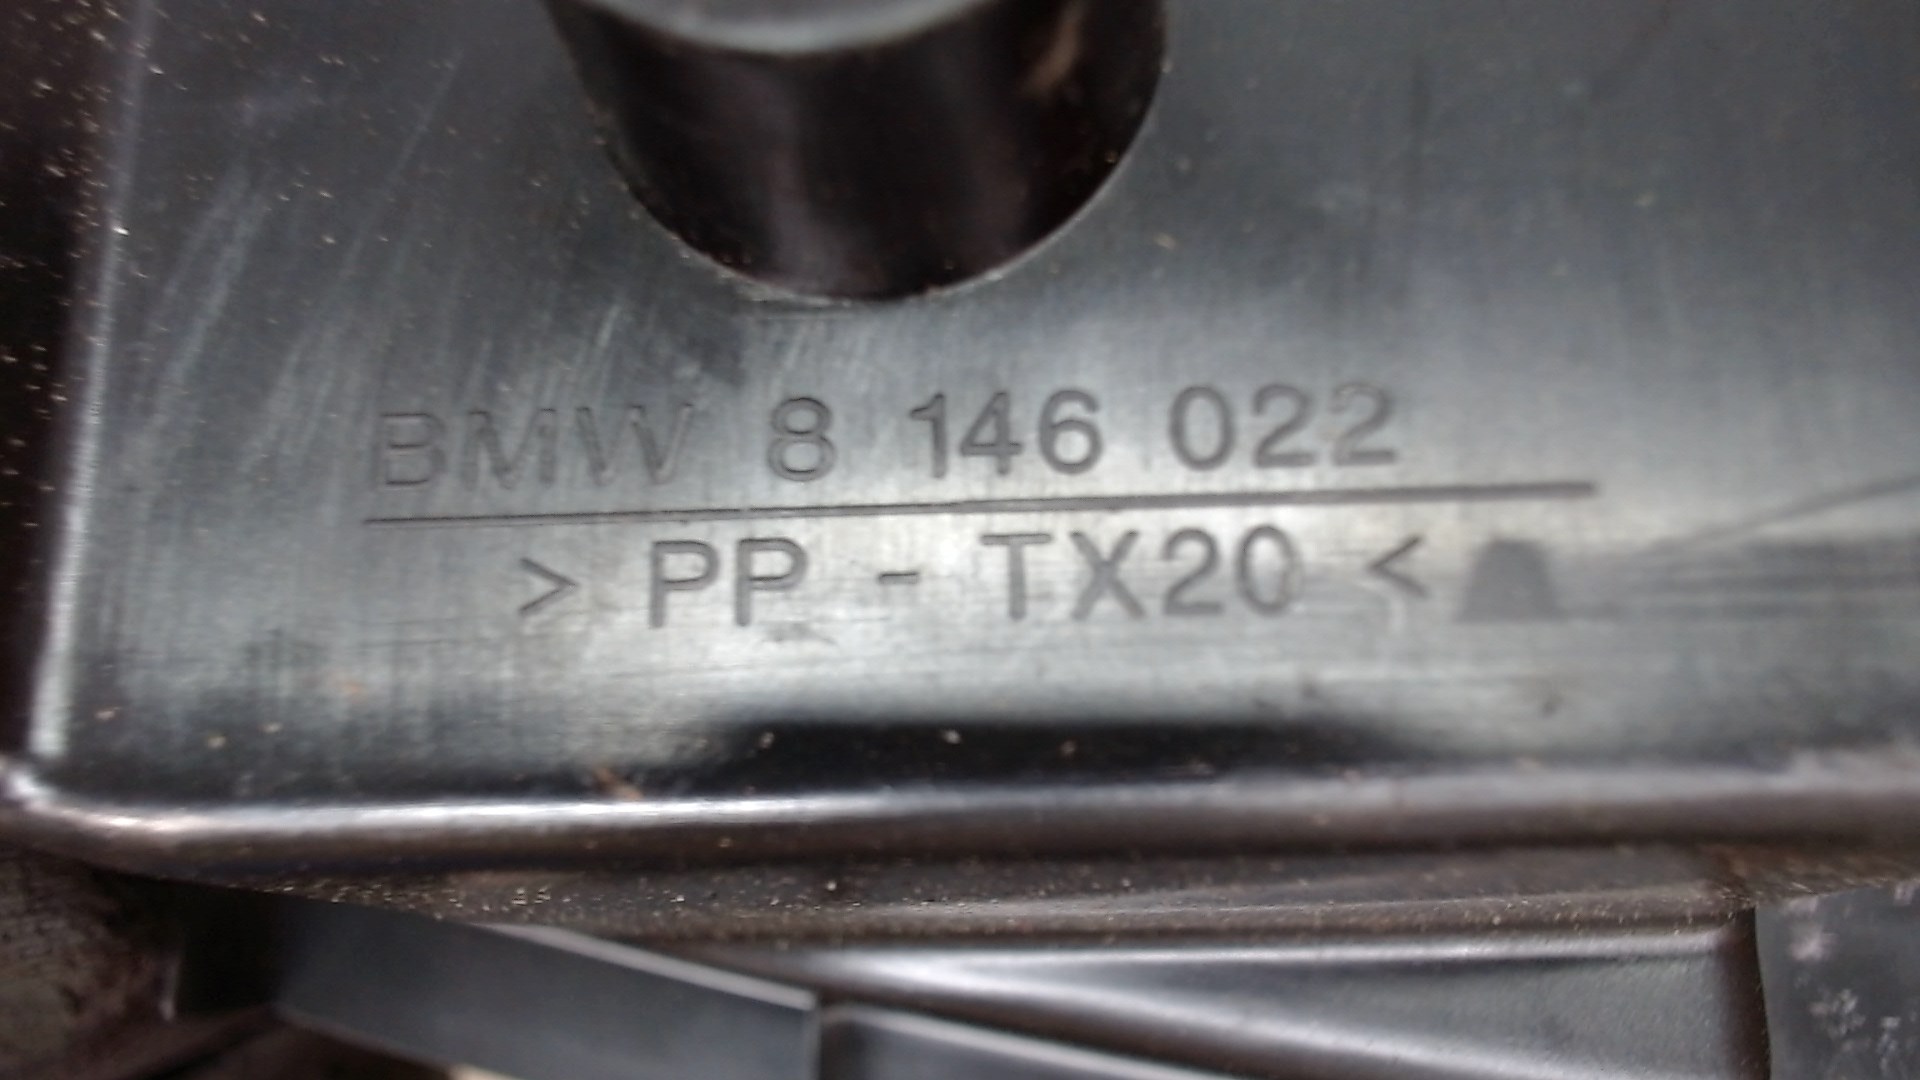 BMW 8 146 022
> PP - TX20 <